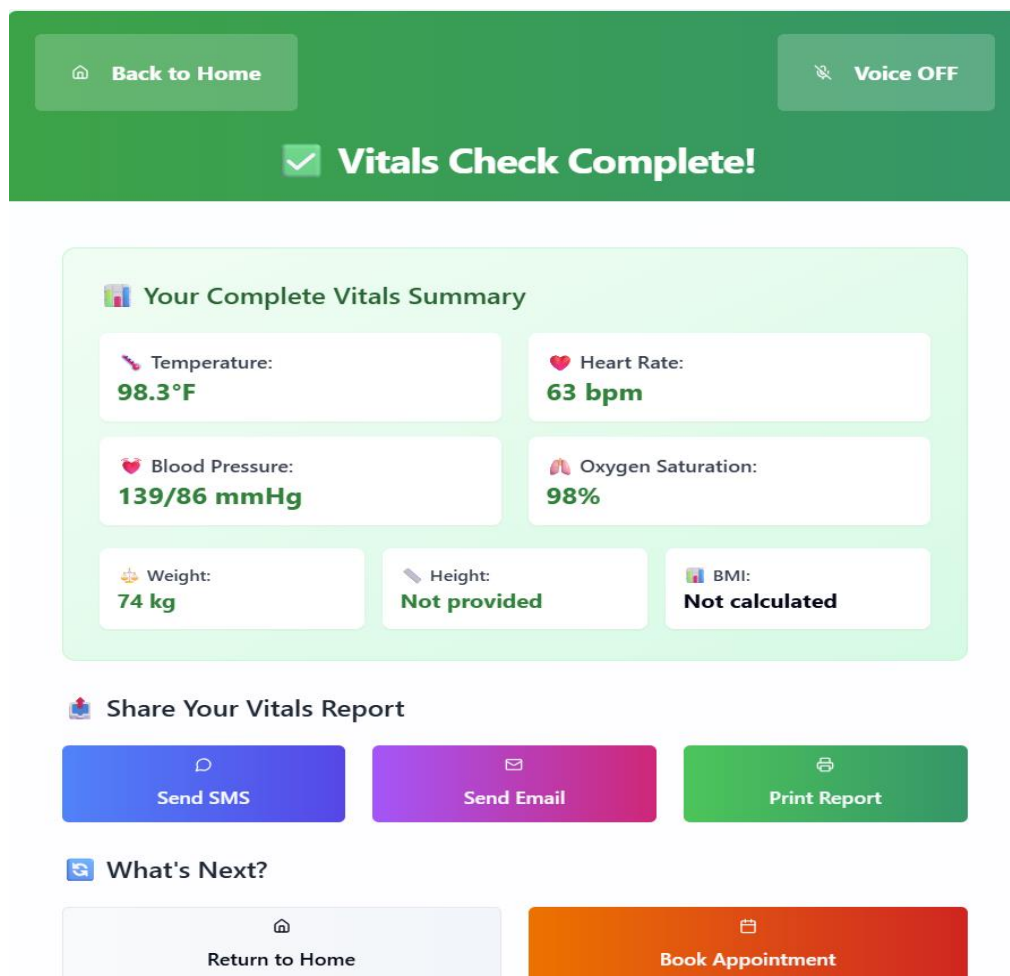 Back to Home
Voice OFF
Vitals Check Complete!
Your Complete Vitals Summary
Temperature:
98.3°F
Heart Rate:
63 bpm
Blood Pressure:
139/86 mmHg
Oxygen Saturation:
98%
Weight:
74 kg
Height:
Not provided
BMI:
Not calculated
Share Your Vitals Report
Send SMS
Send Email
Print Report
What's Next?
Return to Home
Book Appointment